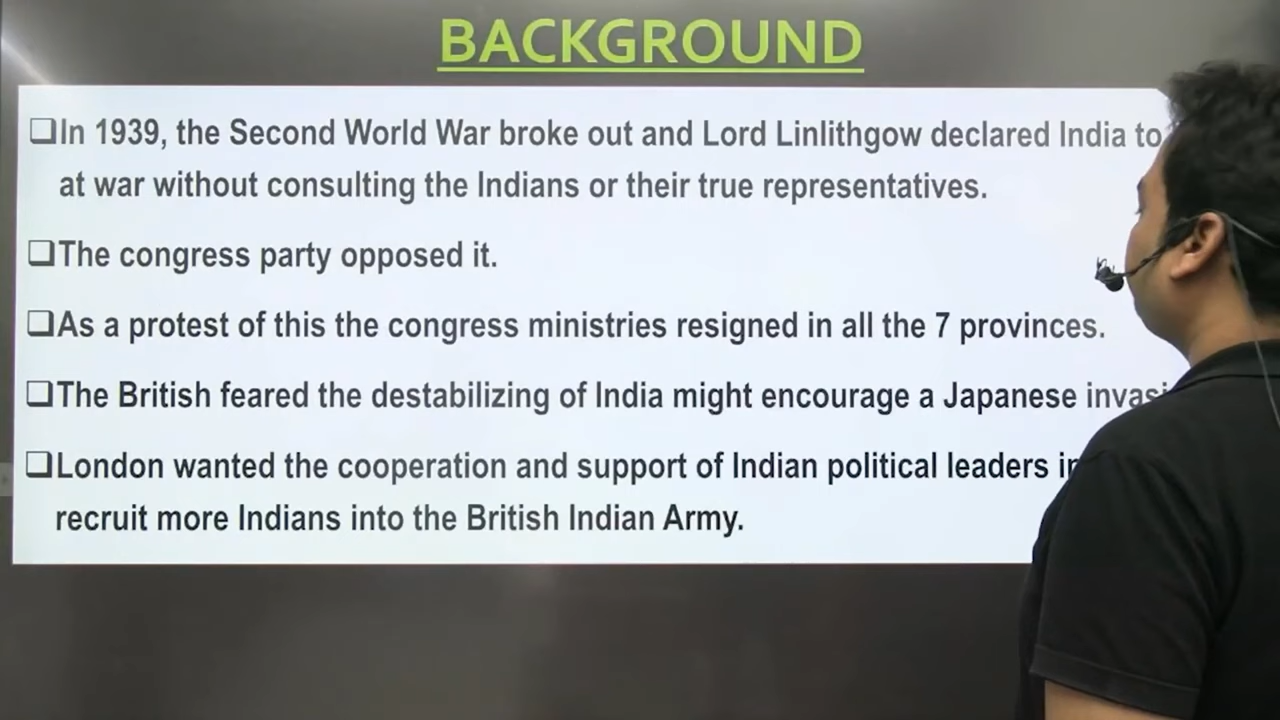 BACKGROUND
❑In 1939, the Second World War broke out and Lord Linlithgow declared India to
at war without consulting the Indians or their true representatives.
❑The congress party opposed it.
❑As a protest of this the congress ministries resigned in all the 7 provinces.
❑The British feared the destabilizing of India might encourage a Japanese
❑London wanted the cooperation and support of Indian political leaders
recruit more Indians into the British Indian Army.